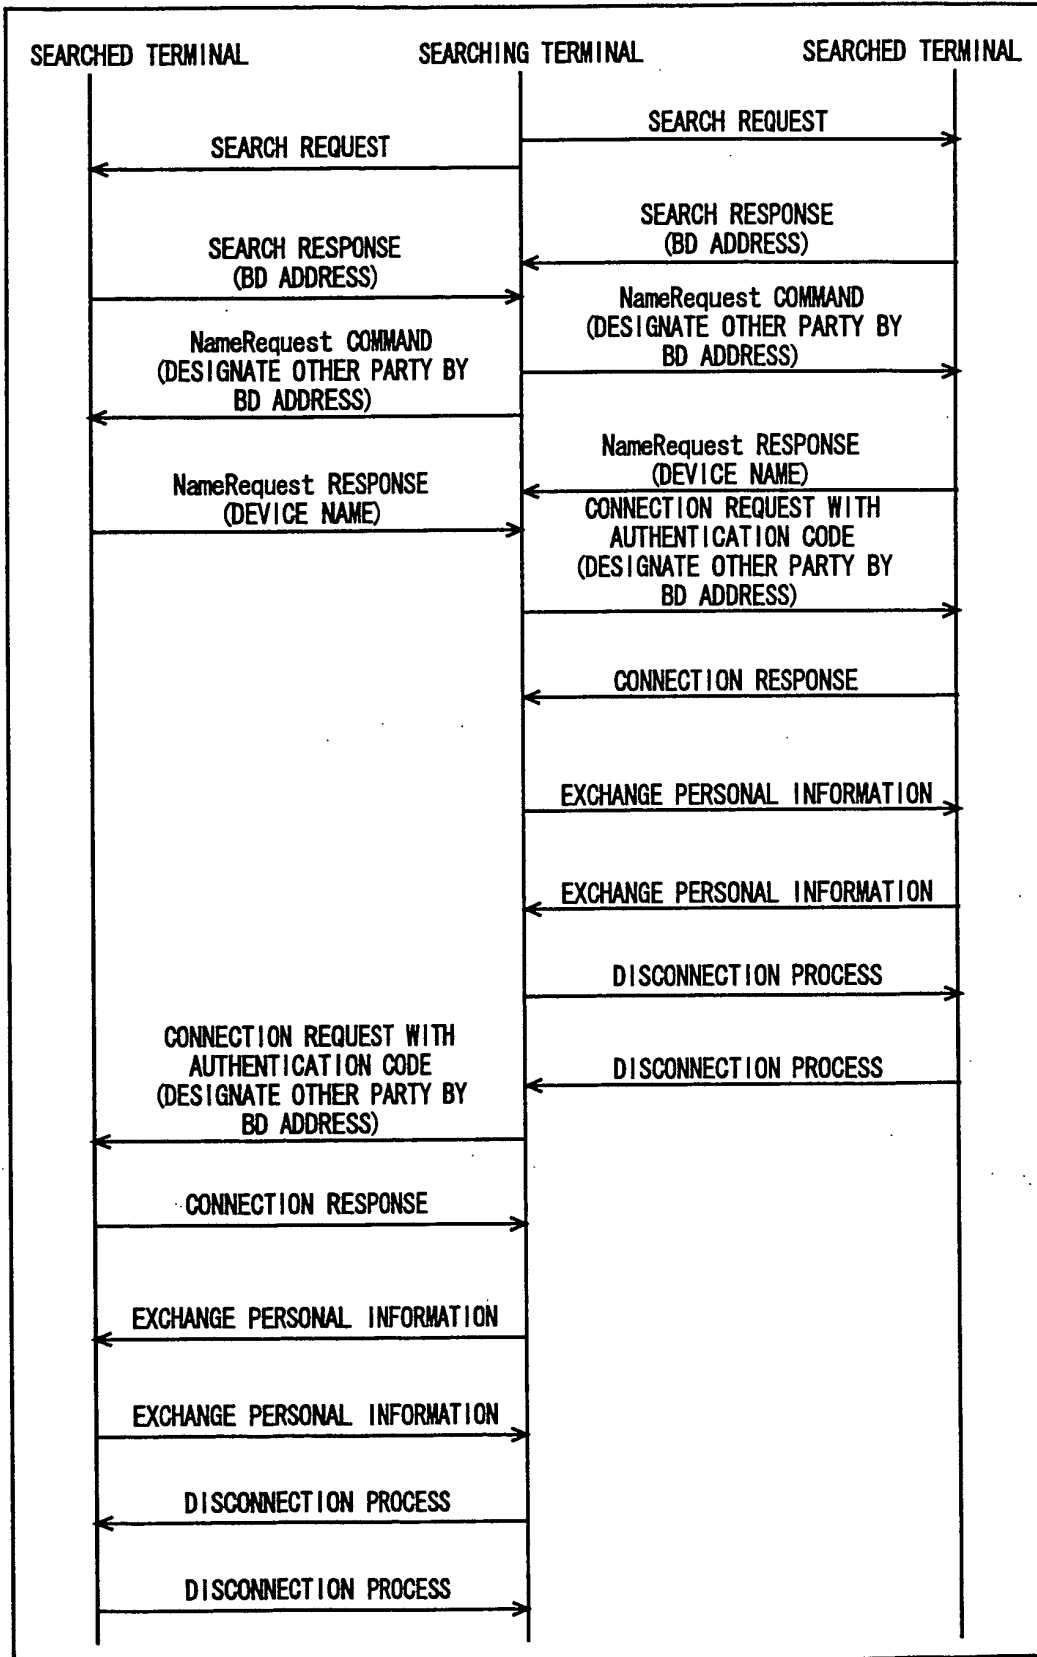 SEARCHED TERMINAL
SEARCHING TERMINAL
SEARCHED TERMINAL
SEARCH REQUEST
SEARCH REQUEST
SEARCH RESPONSE
(BD ADDRESS)
SEARCH RESPONSE
(BD ADDRESS)
NameRequest COMMAND
(DESIGNATE OTHER PARTY BY
BD ADDRESS)
NameRequest COMMAND
(DESIGNATE OTHER PARTY BY
BD ADDRESS)
NameRequest RESPONSE
(DEVICE NAME)
NameRequest RESPONSE
(DEVICE NAME)
CONNECTION REQUEST WITH
AUTHENTICATION CODE
(DESIGNATE OTHER PARTY BY
BD ADDRESS)
CONNECTION RESPONSE
EXCHANGE PERSONAL INFORMATION
EXCHANGE PERSONAL INFORMATION
DISCONNECTION PROCESS
CONNECTION REQUEST WITH
AUTHENTICATION CODE
(DESIGNATE OTHER PARTY BY
BD ADDRESS)
DISCONNECTION PROCESS
CONNECTION RESPONSE
EXCHANGE PERSONAL INFORMATION
EXCHANGE PERSONAL INFORMATION
DISCONNECTION PROCESS
DISCONNECTION PROCESS